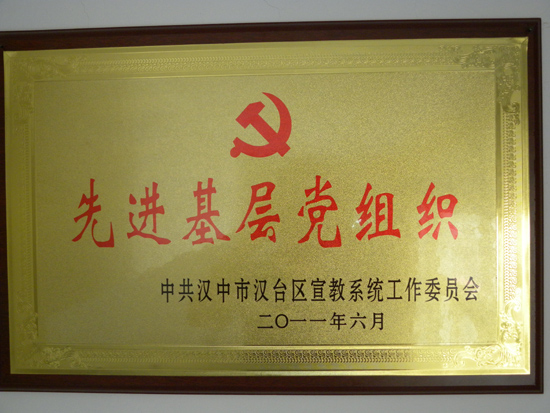 先进基层党组织
中共汉中市汉台区宣教系统工作委员会
二〇一一年六月